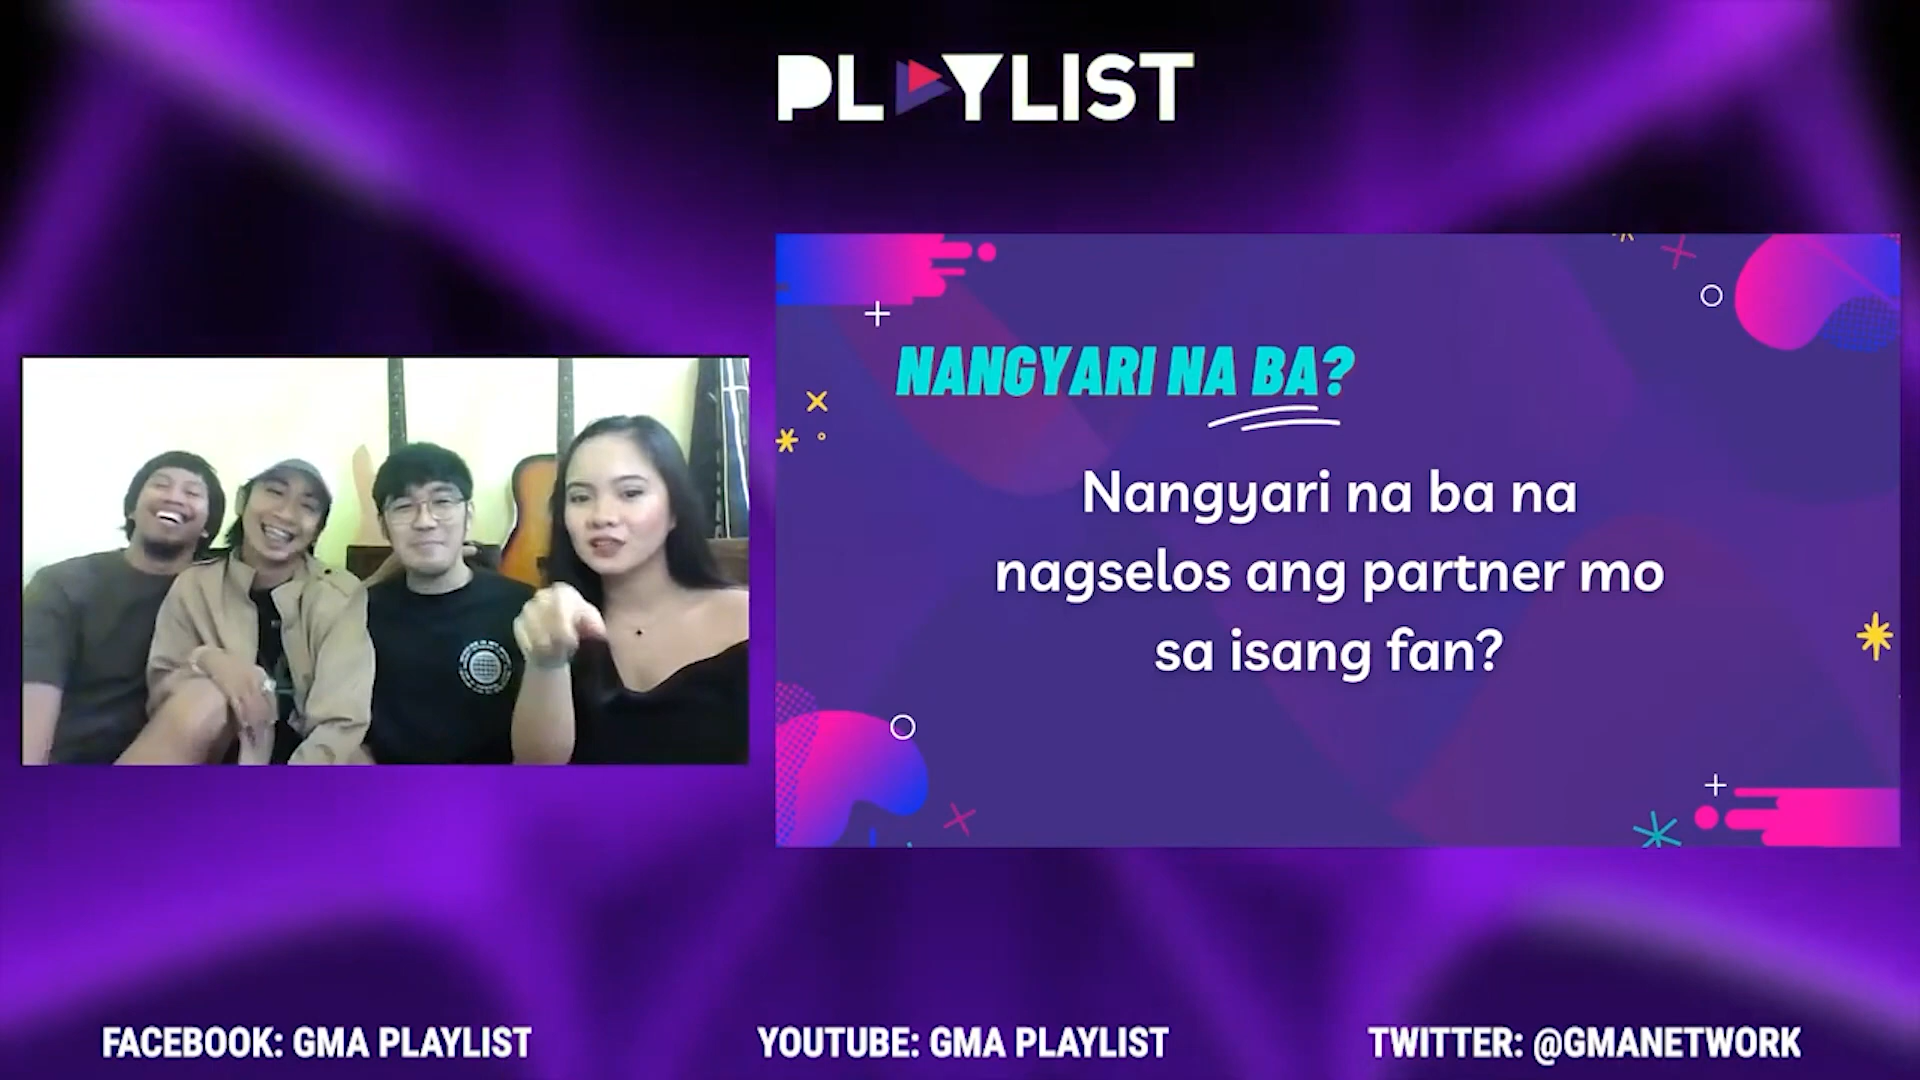 PLAYLIST
NANGYARI NA BA?
Nangyari na ba na
nagselos ang partner mo
sa isang fan?
FACEBOOK: GMA PLAYLIST
YOUTUBE: GMA PLAYLIST
TWITTER: @GMANETWORK